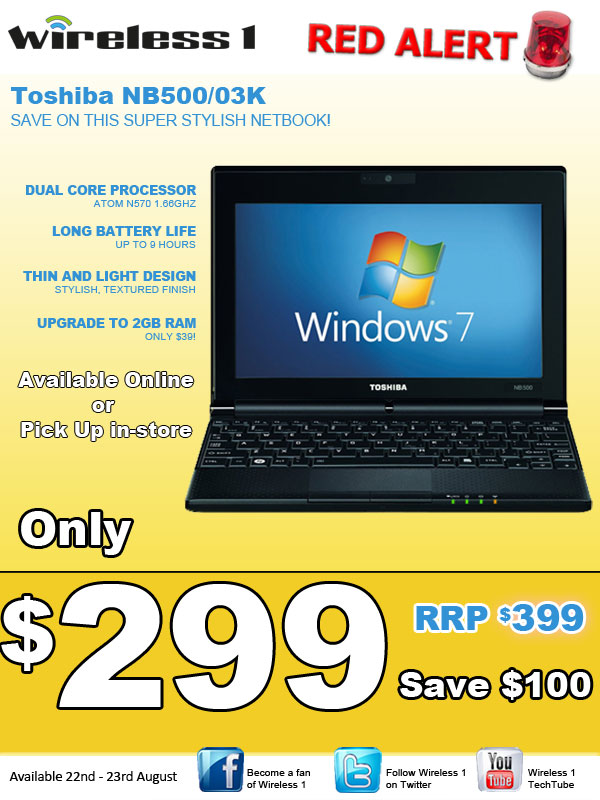 wireless 1
RED ALERT
Toshiba NB500/03K
SAVE ON THIS SUPER STYLISH NETBOOK!
DUAL CORE PROCESSOR
ATOM N570 1.66GHZ
LONG BATTERY LIFE
UP TO 9 HOURS
THIN AND LIGHT DESIGN
STYLISH, TEXTURED FINISH
UPGRADE TO 2GB RAM
ONLY $39!
Windows 7
TOSHIBA
NB500
Available Online
or
Pick Up in-store
Only
$299
RRP $399
Save $100
Available 22nd - 23rd August
Become a fan
of Wireless 1
Follow Wireless 1
on Twitter
You
Tube
Wireless 1
TechTube